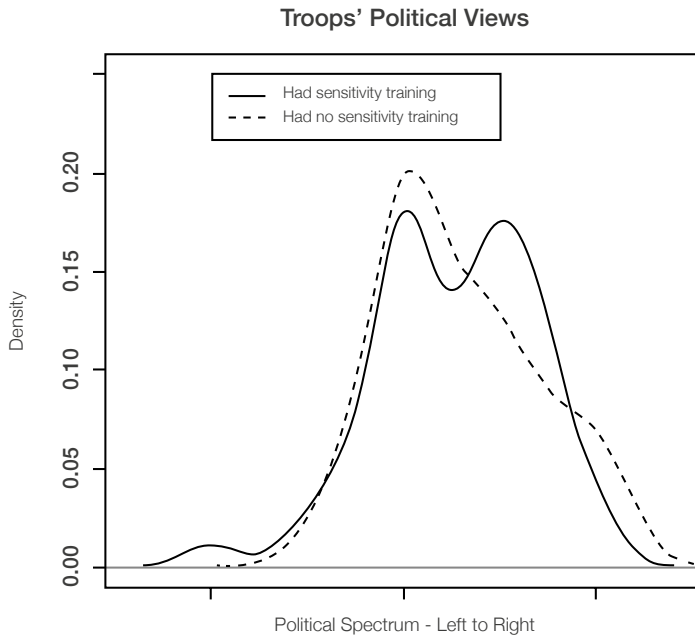 Troops’ Political Views
Had sensitivity training
Had no sensitivity training
0.20
0.15
0.10
0.05
0.00
Density
Political Spectrum - Left to Right